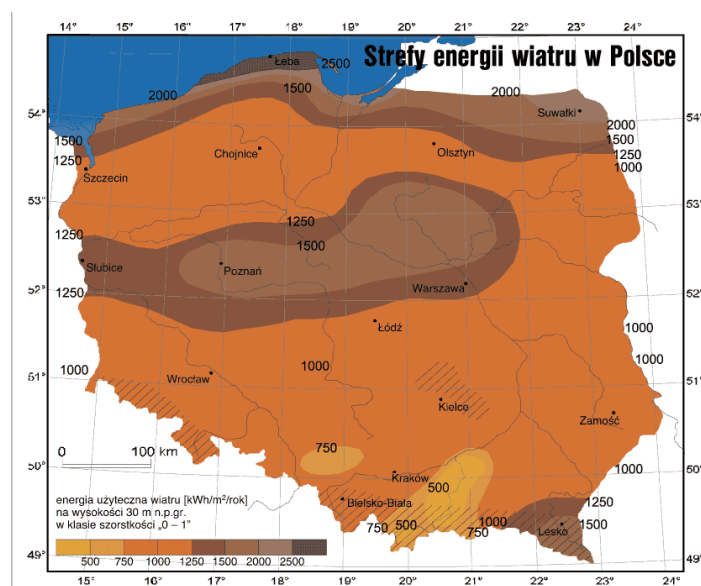 14° 15° 16° 17° 18° 19° 20° 21° 22° 23° 24°
Strefy energii wiatru w Polsce
Łeba
2500
2000
1500
2000
Suwałki
54°
54°
2000
1500
1500
1250
1250
1000
Chojnice
Olsztyn
Szczecin
53°
53°
1250
1250
1500
Słubice
Poznań
1250
Warszawa
52°
52°
Łódź
1000
1000
1000
1000
51°
51°
Wrocław
Kielce
Zamość
0 100 km
750
50°
1000
50°
Kraków
500
energia użyteczna wiatru [kWh/m²/rok]
na wysokości 30 m n.p.gr.
w klasie szorstkości „0 – 1”
Bielsko-Biała
1250
750 500 750 1000
1500
Lesko
500 750 1000 1250 1500 2000 2500
49°
49°
15° 16° 17° 18° 19° 20° 21° 22° 23°